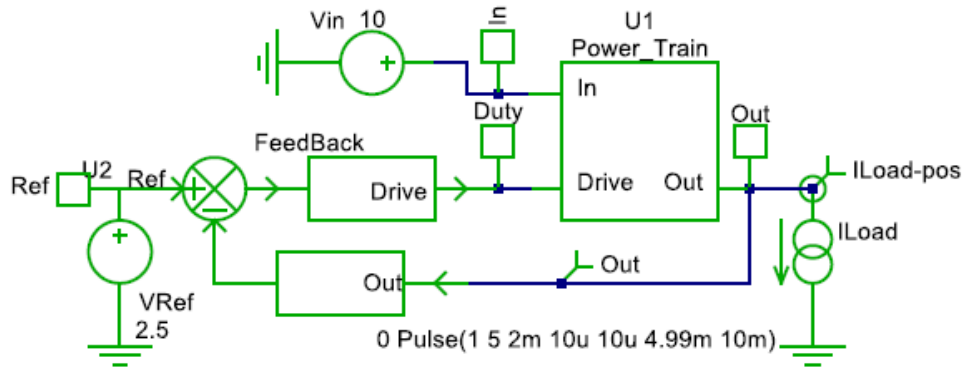 Vin 10
In
U1
Power_Train
In
Duty
Out
FeedBack
U2
Ref
Ref
Drive
Drive
Out
ILoad-pos
ILoad
Out
Out
VRef
2.5
0 Pulse(1 5 2m 10u 10u 4.99m 10m)